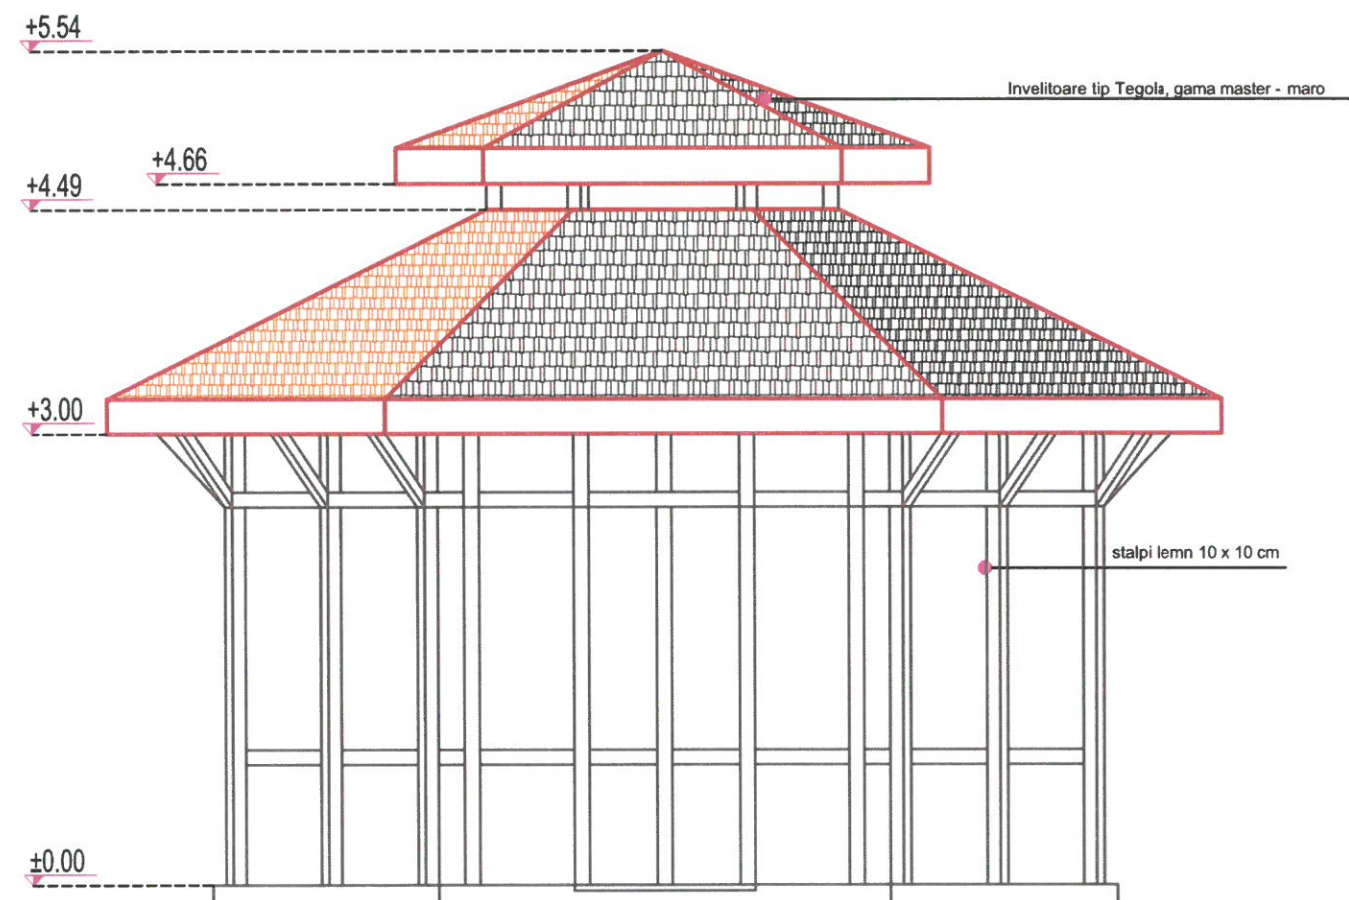 +5.54
Invelitoare tip Tegola, gama master - maro
+4.66
+4.49
+3.00
stalpi lemn 10 x 10 cm
±0.00